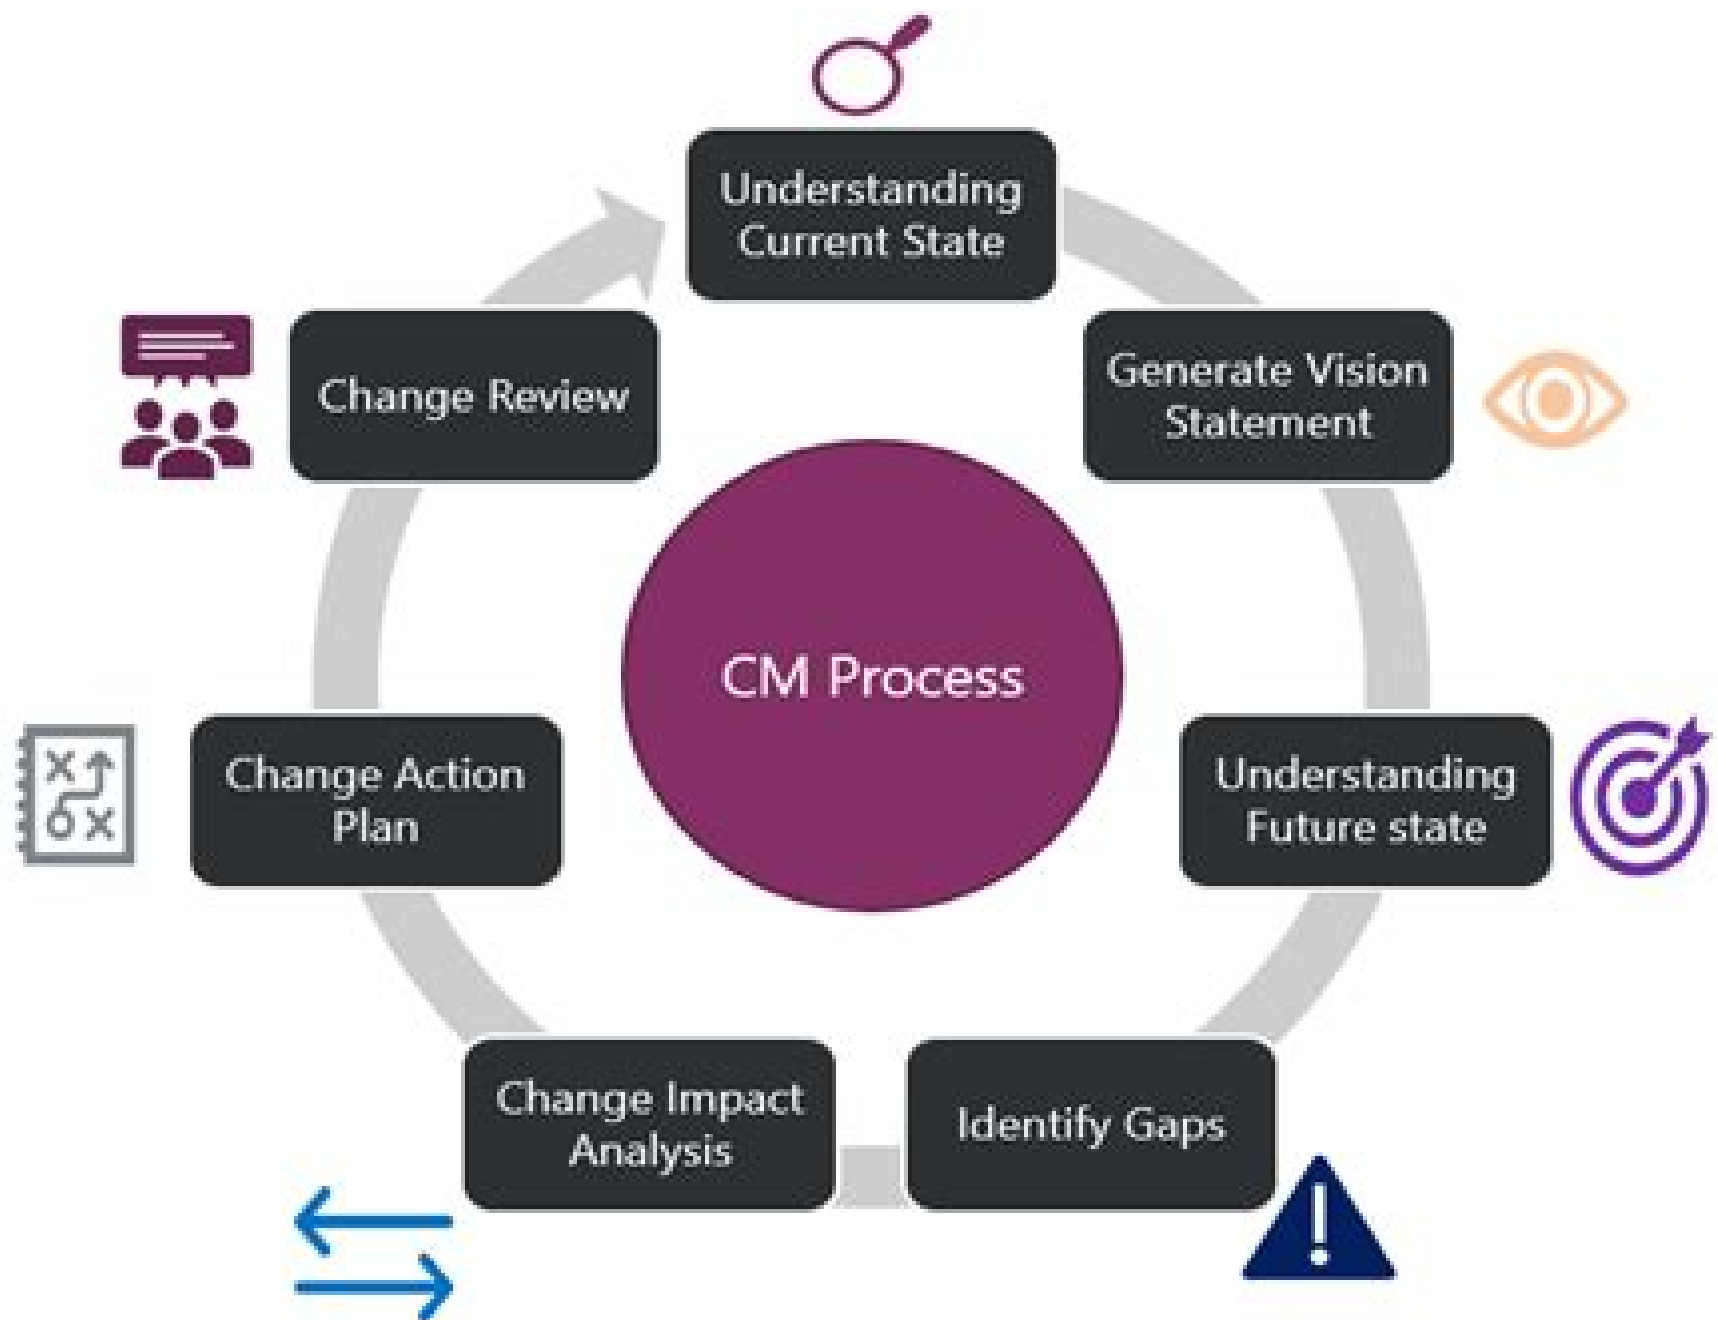 Understanding
Current State
Generate Vision
Statement
Understanding
Future state
Identify Gaps
Change Impact
Analysis
Change Action
Plan
Change Review
CM Process